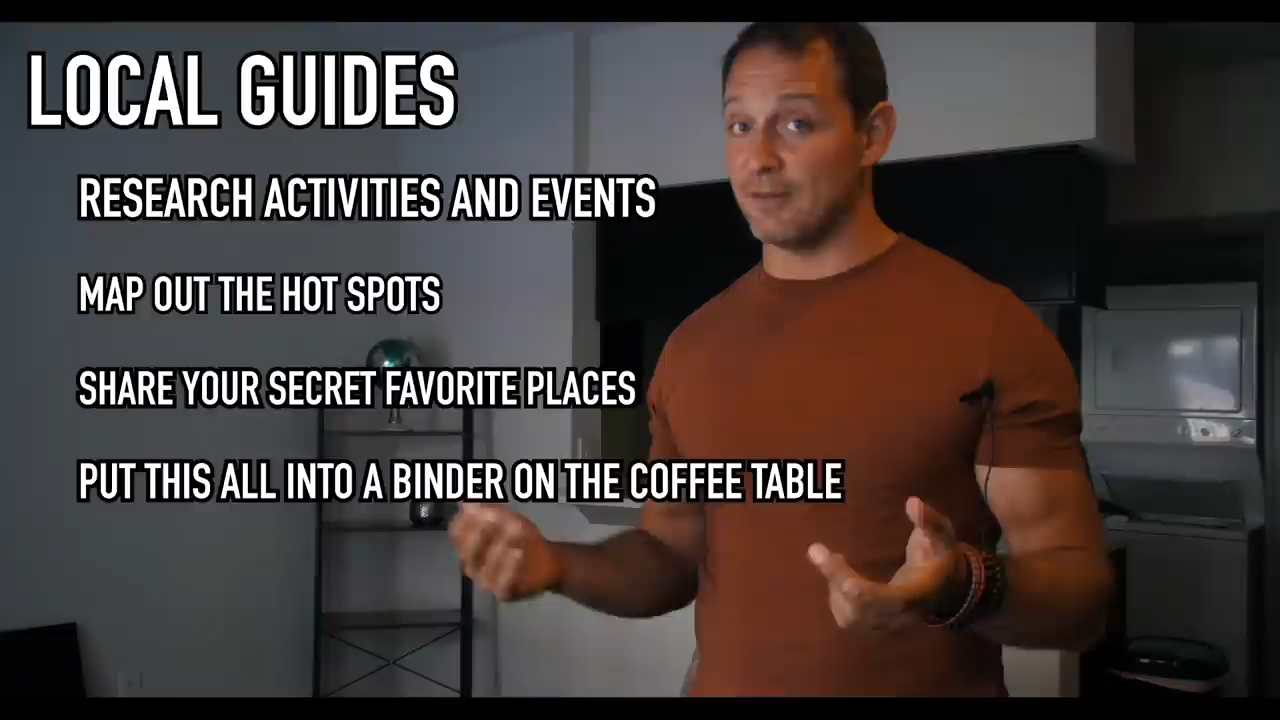 LOCAL GUIDES
RESEARCH ACTIVITIES AND EVENTS
MAP OUT THE HOT SPOTS
SHARE YOUR SECRET FAVORITE PLACES
PUT THIS ALL INTO A BINDER ON THE COFFEE TABLE